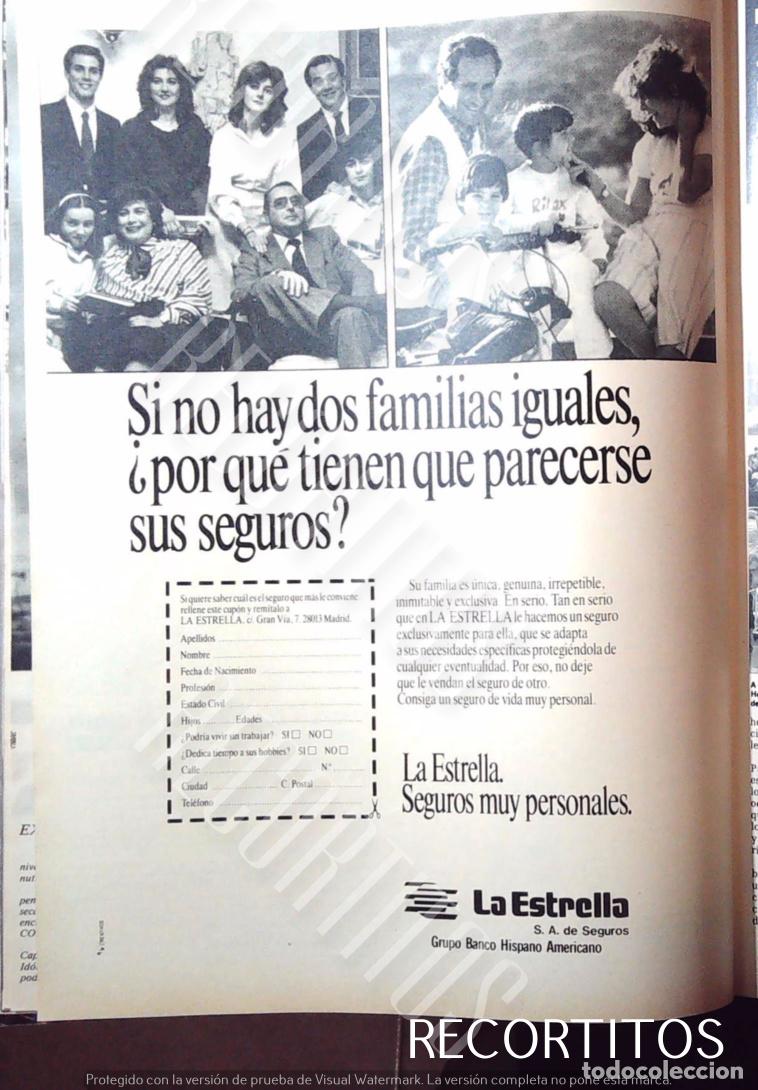 Rilax
Si no hay dos familias iguales,
¿por qué tienen que parecerse
sus seguros?
Si quiere saber cuál es el seguro que más le conviene
rellene este cupón y remítalo a
LA ESTRELLA. c/. Gran Vía, 7. 28013 Madrid.
Apellidos
Nombre
Fecha de Nacimiento
Profesión
Estado Civil
Hijos Edades
¿Podría vivir sin trabajar? SI NO
¿Dedica tiempo a sus hobbies? SI NO
Calle N.º
Ciudad C. Postal
Teléfono
Su familia es única, genuina, irrepetible,
inimitable y exclusiva. En serio. Tan en serio
que en LA ESTRELLA le hacemos un seguro
exclusivamente para ella, que se adapta
a sus necesidades específicas protegiéndola de
cualquier eventualidad. Por eso, no deje
que le vendan el seguro de otro.
Consiga un seguro de vida muy personal.
La Estrella.
Seguros muy personales.
La Estrella
S. A. de Seguros
Grupo Banco Hispano Americano
RECORTITOS
todocoleccion
Protegido con la versión de prueba de Visual Watermark. La versión completa no pone esta marca.